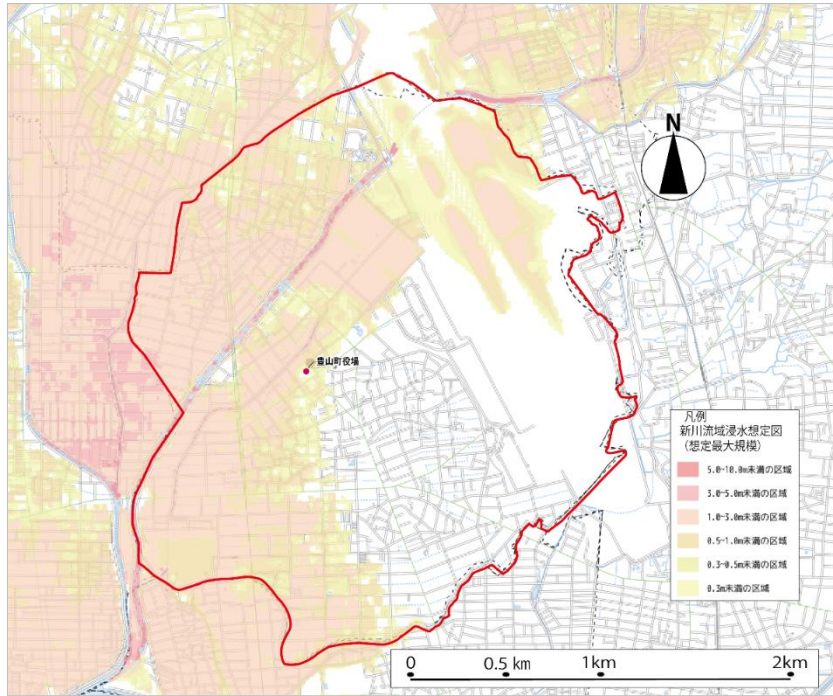 N
豊山町役場
凡例
新川流域浸水想定図
(想定最大規模)
5.0-10.0m未満の区域
3.0-5.0m未満の区域
1.0-3.0m未満の区域
0.5-1.0m未満の区域
0.3-0.5m未満の区域
0.3m未満の区域
0 0.5 km 1km 2km